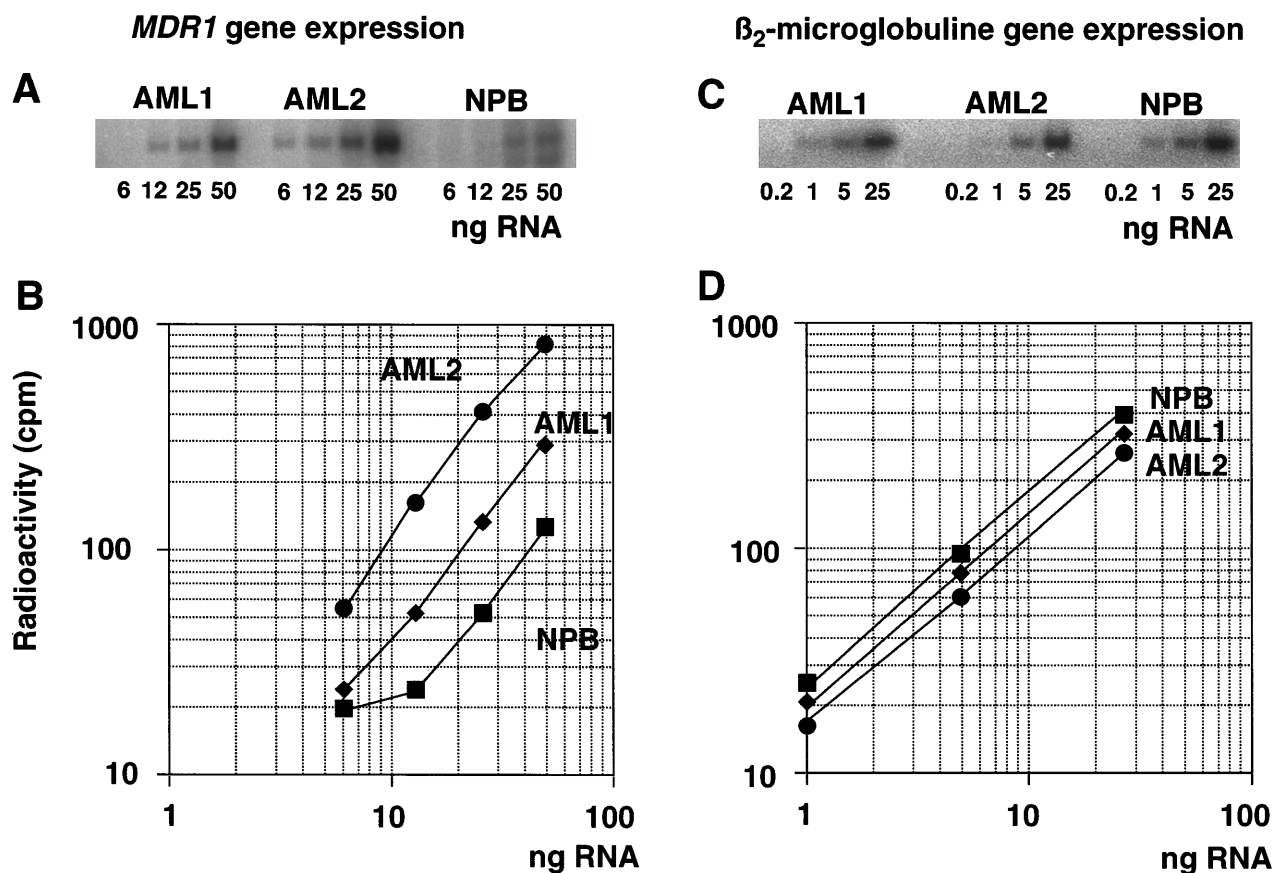 MDR1 gene expression
ß2-microglobuline gene expression
A
AML1 AML2 NPB
6 12 25 50 6 12 25 50 6 12 25 50
ng RNA
C
AML1 AML2 NPB
0.2 1 5 25 0.2 1 5 25 0.2 1 5 25
ng RNA
B
Radioactivity (cpm)
1000
100
10
AML2
AML1
NPB
1 10 100
ng RNA
D
1000
100
10
NPB
AML1
AML2
1 10 100
ng RNA